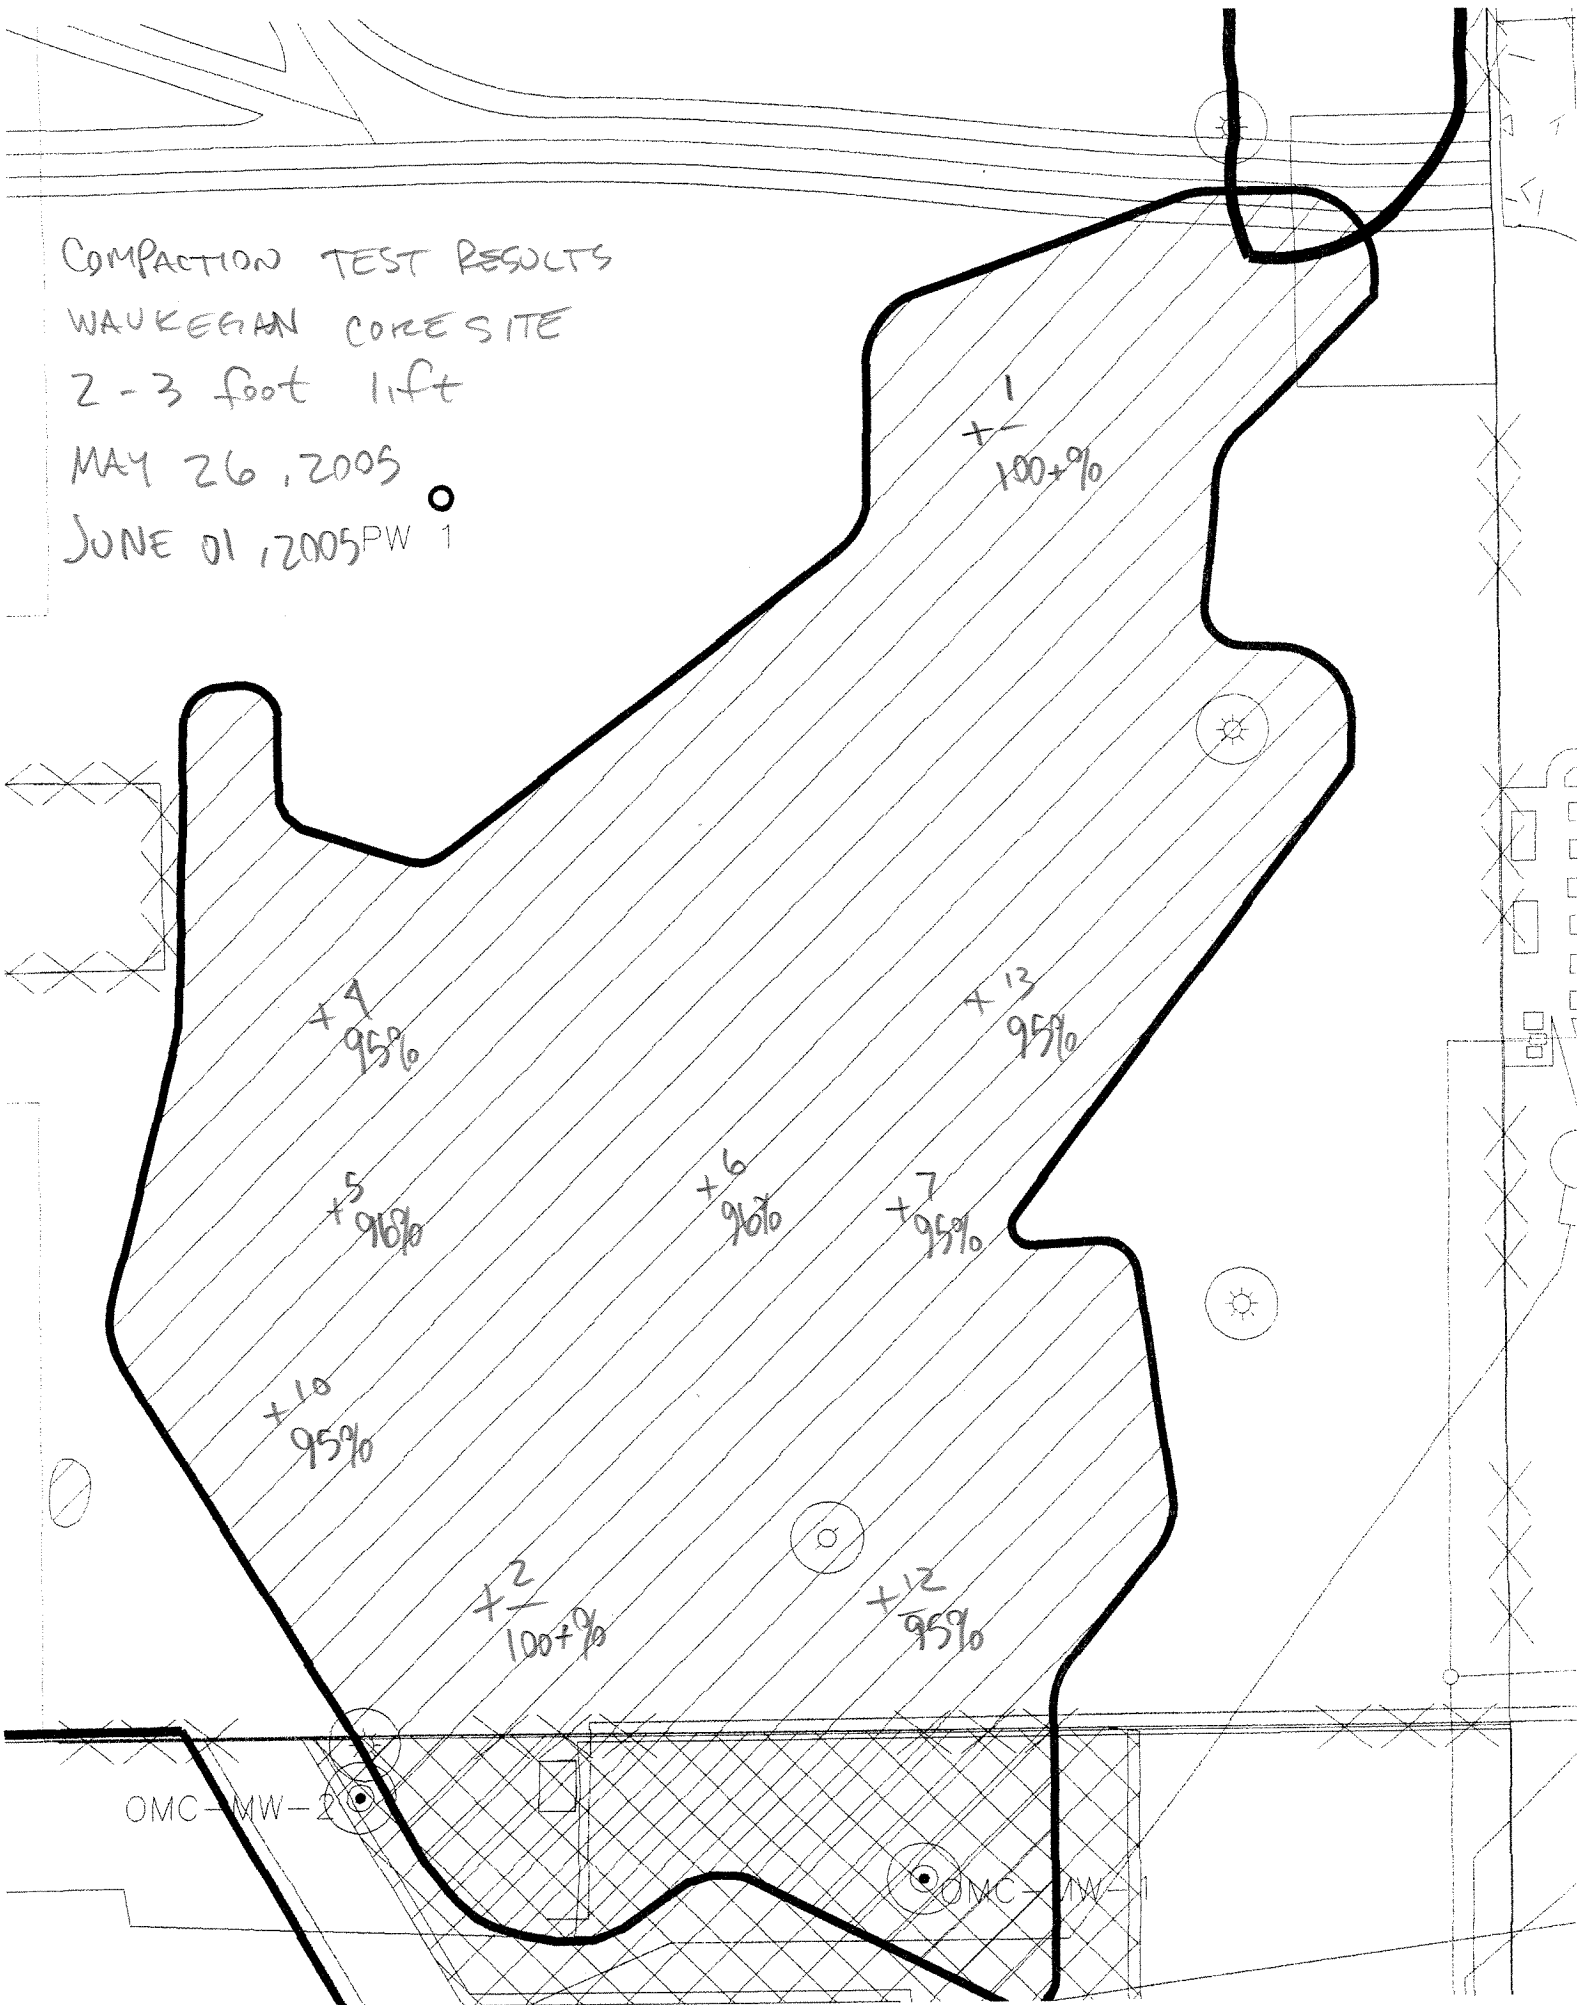 COMPACTION TEST RESULTS
WAUKEGAN COKE SITE
2-3 foot lift
MAY 26, 2005
JUNE 01, 2005
PW 1
1
100+%
4
95%
13
95%
5
96%
6
96%
7
95%
10
95%
2
100+%
12
95%
OMC-MW-2
OMC-MW-1